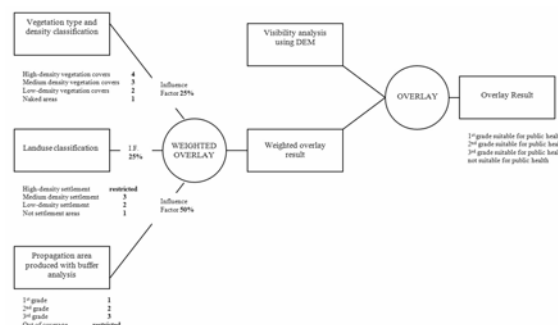 Vegetation type and
density classification
High-density vegetation covers 4
Medium density vegetation covers 3
Low-density vegetation covers 2
Naked areas 1
Influence
Factor 25%
Landuse classification
I.F.
25%
High-density settlement restricted
Medium density settlement 3
Low-density settlement 2
Not settlement areas 1
Influence
Factor 50%
Propagation area
produced with buffer
analysis
1st grade 1
2nd grade 2
3rd grade 3
Out of coverage restricted
WEIGHTED
OVERLAY
Visibility analysis
using DEM
Weighted overlay
result
OVERLAY
Overlay Result
1st grade suitable for public heal
2nd grade suitable for public heal
3rd grade suitable for public heal
not suitable for public health